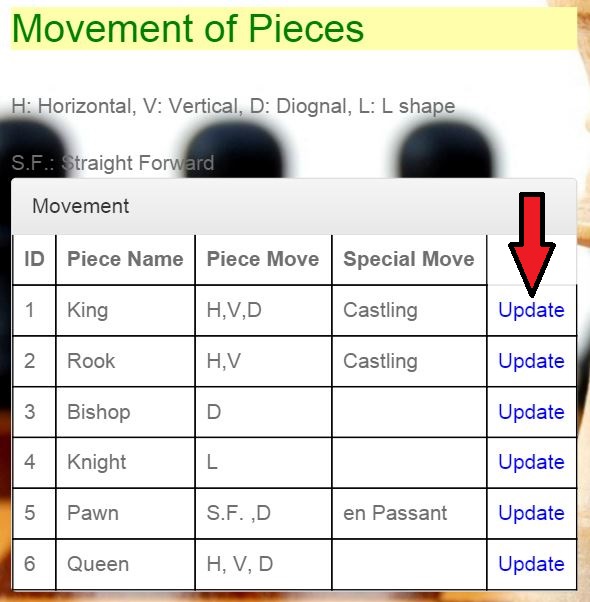 Movement of Pieces
H: Horizontal, V: Vertical, D: Diognal, L: L shape
S.F.: Straight Forward
Movement
ID Piece Name Piece Move Special Move
1 King H,V,D Castling Update
2 Rook H,V Castling Update
3 Bishop D Update
4 Knight L Update
5 Pawn S.F. ,D en Passant Update
6 Queen H, V, D Update